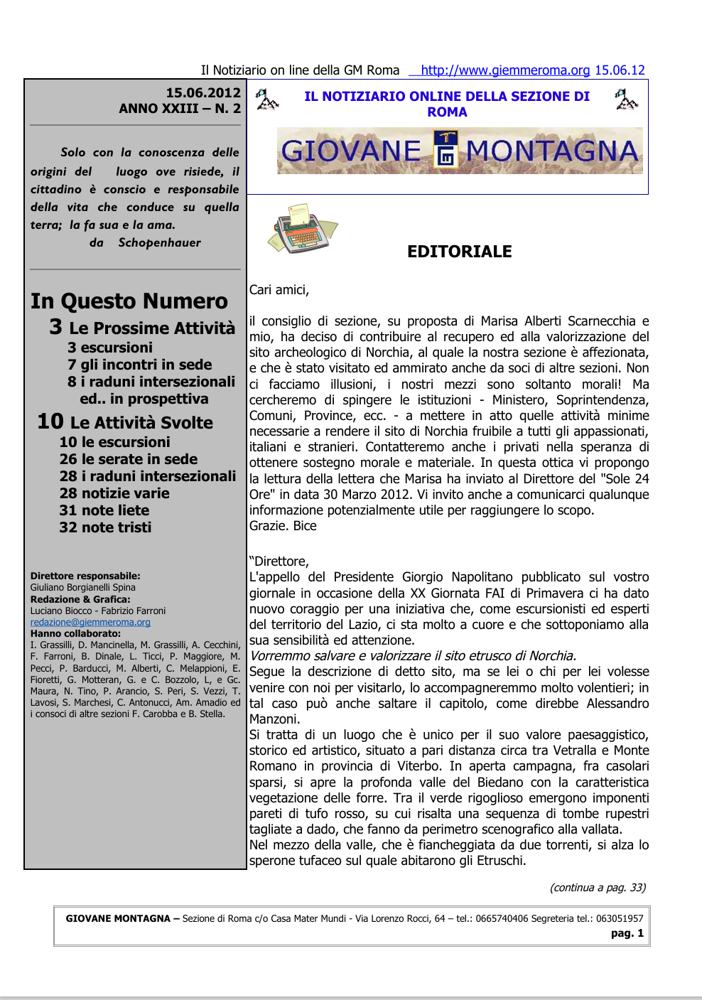 Il Notiziario on line della GM Roma http://www.giemmeroma.org 15.06.12
15.06.2012
ANNO XXIII – N. 2
Solo con la conoscenza delle
origini del luogo ove risiede, il
cittadino è conscio e responsabile
della vita che conduce su quella
terra; la fa sua e la ama.
da Schopenhauer
In Questo Numero
3 Le Prossime Attività
3 escursioni
7 gli incontri in sede
8 i raduni intersezionali
ed.. in prospettiva
10 Le Attività Svolte
10 le escursioni
26 le serate in sede
28 i raduni intersezionali
28 notizie varie
31 note liete
32 note tristi
Direttore responsabile:
Giuliano Borgianelli Spina
Redazione & Grafica:
Luciano Biocco - Fabrizio Farroni
redazione@giemmeroma.org
Hanno collaborato:
I. Grassilli, D. Mancinella, M. Grassilli, A. Cecchini,
F. Farroni, B. Dinale, L. Ticci, P. Maggiore, M.
Pecci, P. Barducci, M. Alberti, C. Melappioni, E.
Fioretti, G. Motteran, G. e C. Bozzolo, L, e Gc.
Maura, N. Tino, P. Arancio, S. Peri, S. Vezzi, T.
Lavosi, S. Marchesi, C. Antonucci, Am. Amadio ed
i consoci di altre sezioni F. Carobba e B. Stella.
IL NOTIZIARIO ONLINE DELLA SEZIONE DI
ROMA
GIOVANE GM MONTAGNA
EDITORIALE
Cari amici,
il consiglio di sezione, su proposta di Marisa Alberti Scarnecchia e
mio, ha deciso di contribuire al recupero ed alla valorizzazione del
sito archeologico di Norchia, al quale la nostra sezione è affezionata,
e che è stato visitato ed ammirato anche da soci di altre sezioni. Non
ci facciamo illusioni, i nostri mezzi sono soltanto morali! Ma
cercheremo di spingere le istituzioni - Ministero, Soprintendenza,
Comuni, Province, ecc. - a mettere in atto quelle attività minime
necessarie a rendere il sito di Norchia fruibile a tutti gli appassionati,
italiani e stranieri. Contatteremo anche i privati nella speranza di
ottenere sostegno morale e materiale. In questa ottica vi propongo
la lettura della lettera che Marisa ha inviato al Direttore del "Sole 24
Ore" in data 30 Marzo 2012. Vi invito anche a comunicarci qualunque
informazione potenzialmente utile per raggiungere lo scopo.
Grazie. Bice
“Direttore,
L'appello del Presidente Giorgio Napolitano pubblicato sul vostro
giornale in occasione della XX Giornata FAI di Primavera ci ha dato
nuovo coraggio per una iniziativa che, come escursionisti ed esperti
del territorio del Lazio, ci sta molto a cuore e che sottoponiamo alla
sua sensibilità ed attenzione.
Vorremmo salvare e valorizzare il sito etrusco di Norchia.
Segue la descrizione di detto sito, ma se lei o chi per lei volesse
venire con noi per visitarlo, lo accompagneremmo molto volentieri; in
tal caso può anche saltare il capitolo, come direbbe Alessandro
Manzoni.
Si tratta di un luogo che è unico per il suo valore paesaggistico,
storico ed artistico, situato a pari distanza circa tra Vetralla e Monte
Romano in provincia di Viterbo. In aperta campagna, fra casolari
sparsi, si apre la profonda valle del Biedano con la caratteristica
vegetazione delle forre. Tra il verde rigoglioso emergono imponenti
pareti di tufo rosso, su cui risalta una sequenza di tombe rupestri
tagliate a dado, che fanno da perimetro scenografico alla vallata.
Nel mezzo della valle, che è fiancheggiata da due torrenti, si alza lo
sperone tufaceo sul quale abitarono gli Etruschi.
(continua a pag. 33)
GIOVANE MONTAGNA – Sezione di Roma c/o Casa Mater Mundi - Via Lorenzo Rocci, 64 – tel.: 0665740406 Segreteria tel.: 063051957
pag. 1